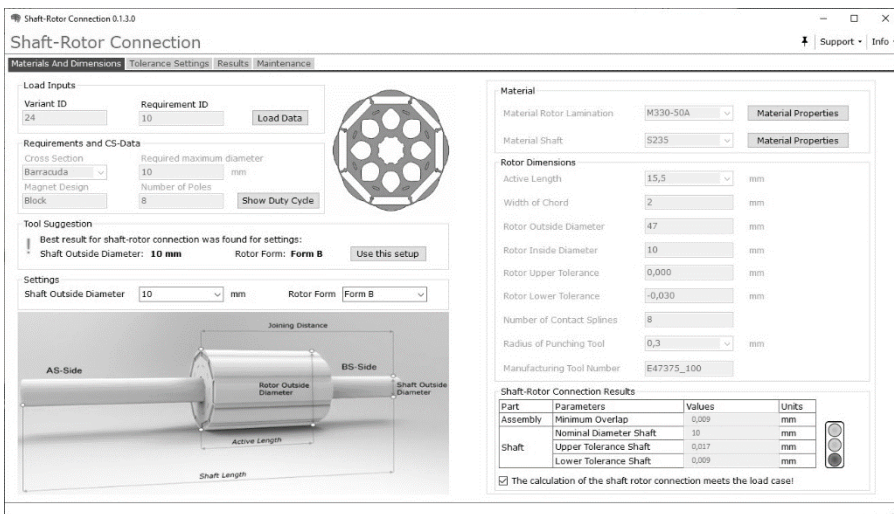 Shaft-Rotor Connection 0.1.3.0
Shaft-Rotor Connection
Support
Info
Materials And Dimensions Tolerance Settings Results Maintenance
Load Inputs
Variant ID Requirement ID
24 10 Load Data
Requirements and CS-Data
Cross Section Required maximum diameter
Barracuda 10 mm
Magnet Design Number of Poles
Block 8 Show Duty Cycle
Tool Suggestion
! Best result for shaft-rotor connection was found for settings:
Shaft Outside Diameter: 10 mm Rotor Form: Form B Use this setup
Settings
Shaft Outside Diameter 10 mm Rotor Form Form B
Joining Distance
AS-Side
BS-Side
Rotor Outside
Diameter
Shaft Outside
Diameter
Active Length
Shaft Length
Material
Material Rotor Lamination M330-50A Material Properties
Material Shaft S235 Material Properties
Rotor Dimensions
Active Length 15,5 mm
Width of Chord 2 mm
Rotor Outside Diameter 47 mm
Rotor Inside Diameter 10 mm
Rotor Upper Tolerance 0,000 mm
Rotor Lower Tolerance -0,030 mm
Number of Contact Splines 8
Radius of Punching Tool 0,3 mm
Manufacturing Tool Number E47375_100
Shaft-Rotor Connection Results
Part Parameters Values Units
Assembly Minimum Overlap 0,009 mm
Nominal Diameter Shaft 10 mm
Shaft Upper Tolerance Shaft 0,017 mm
Lower Tolerance Shaft 0,009 mm
The calculation of the shaft rotor connection meets the load case!